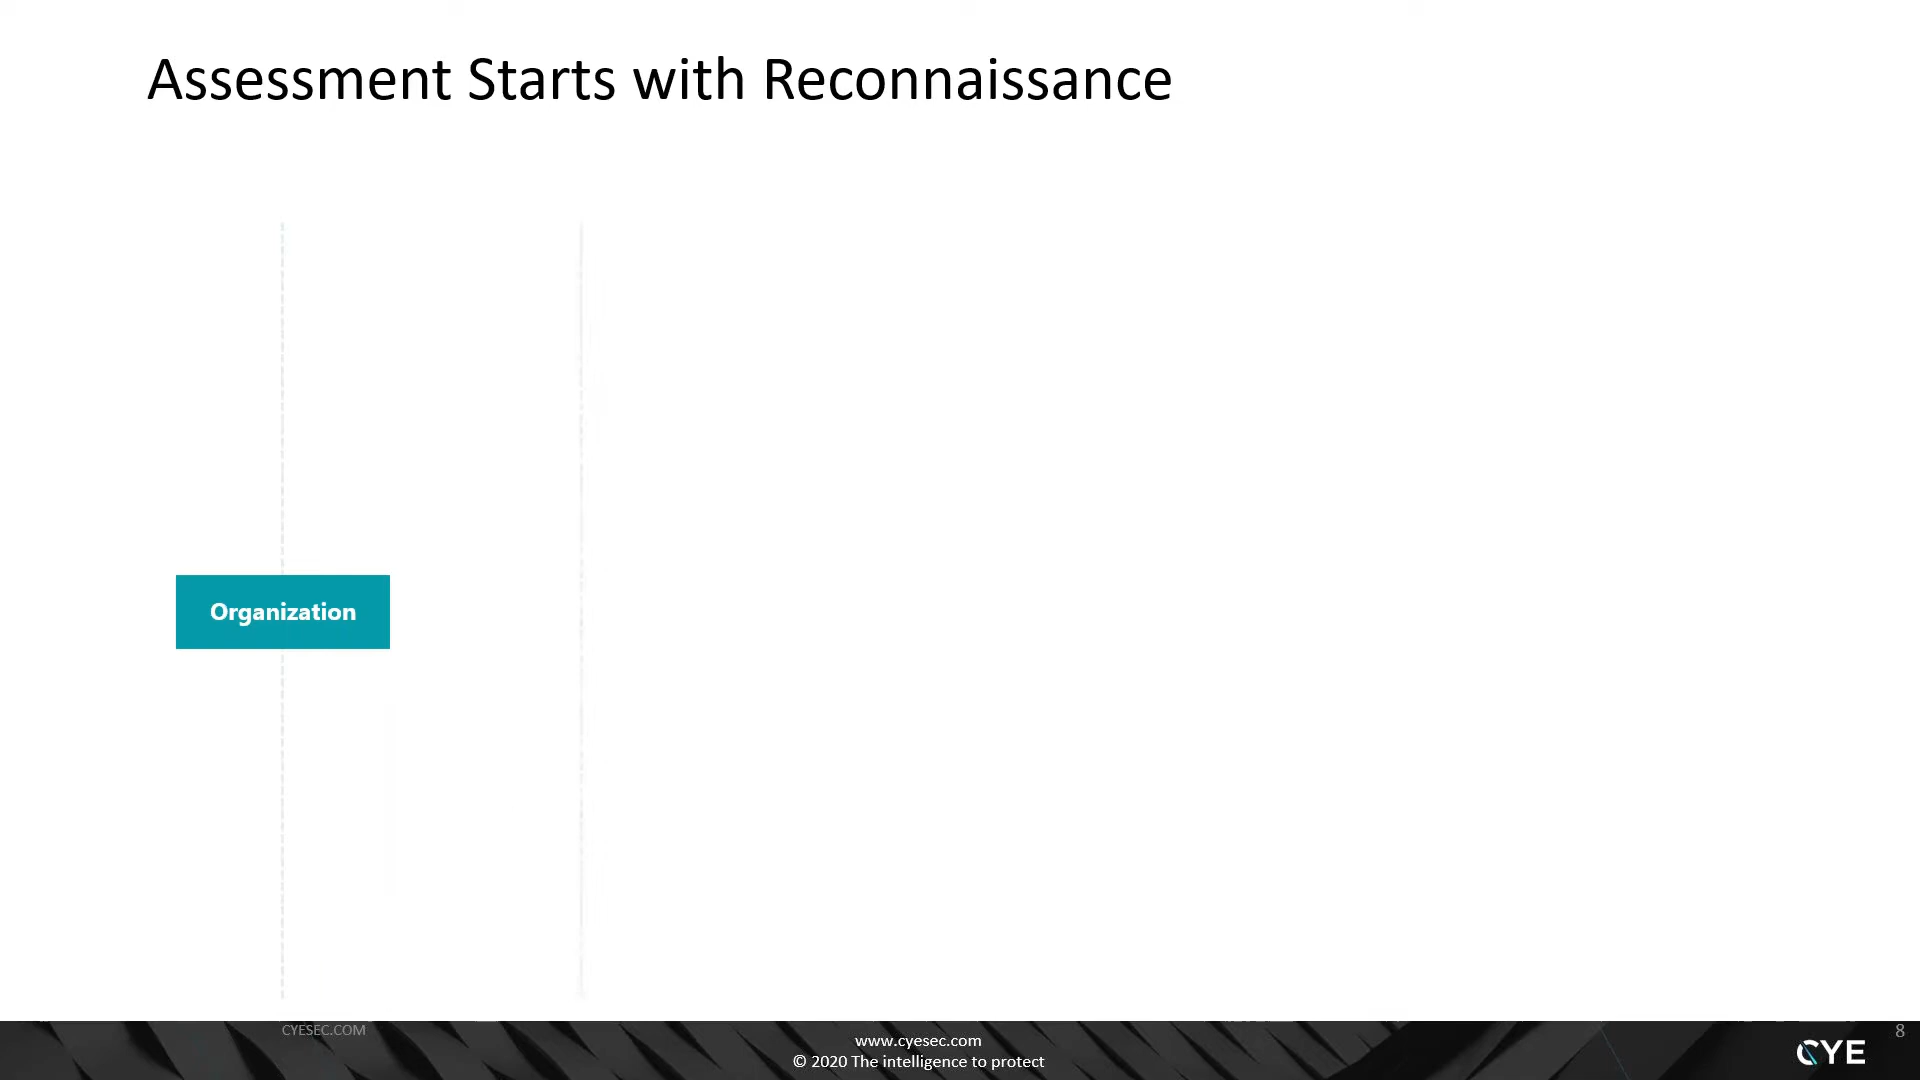 Assessment Starts with Reconnaissance
Organization
CYESEC.COM
www.cyesec.com
© 2020 The intelligence to protect
8
CYE